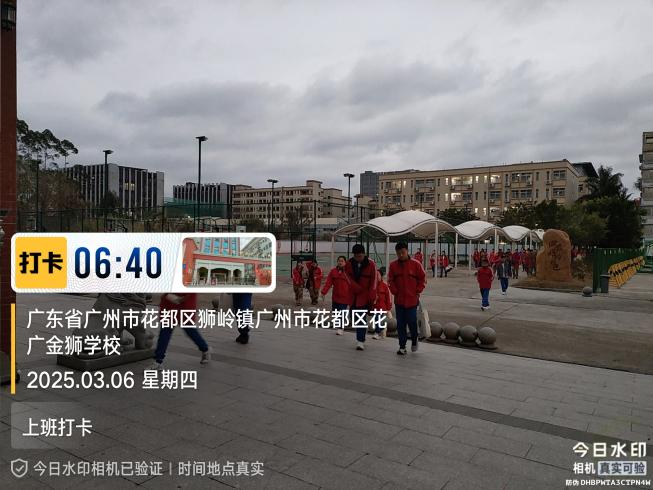 打卡 06:40
广东省广州市花都区狮岭镇广州市花都区花
广金狮学校
2025.03.06 星期四
上班打卡
今日水印相机已验证 | 时间地点真实
今日水印
相机 真实可验
防伪 DHBPWTA3CTPN4W